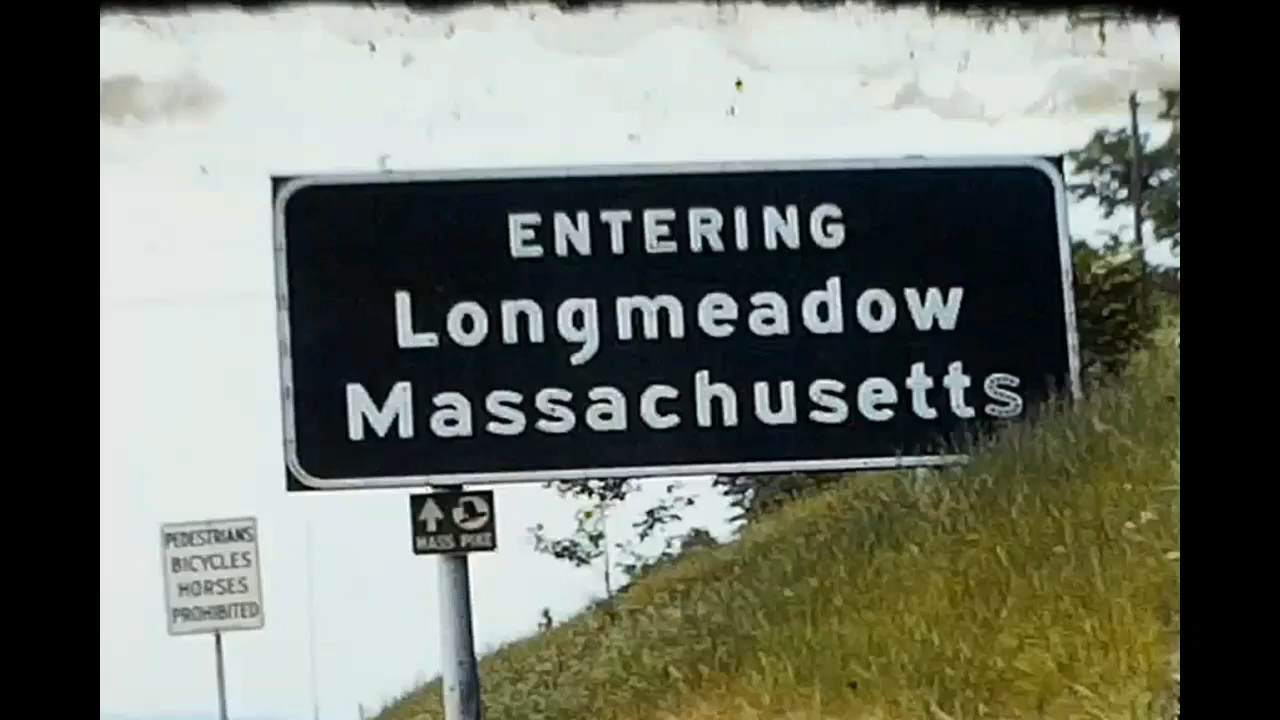 ENTERING
Longmeadow
Massachusetts
MASS PIKE
PEDESTRIANS
BICYCLES
HORSES
PROHIBITED